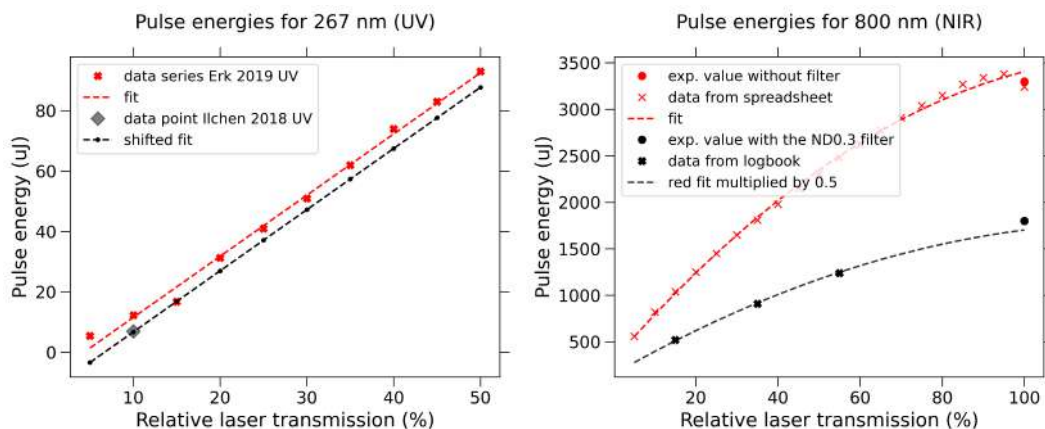 Pulse energies for 267 nm (UV)
data series Erk 2019 UV
fit
data point Ilchen 2018 UV
shifted fit
80
60
40
20
0
Pulse energy (uJ)
10
20
30
40
50
Relative laser transmission (%)
Pulse energies for 800 nm (NIR)
exp. value without filter
data from spreadsheet
fit
exp. value with the ND0.3 filter
data from logbook
red fit multiplied by 0.5
3500
3000
2500
2000
1500
1000
500
Pulse energy (uJ)
20
40
60
80
100
Relative laser transmission (%)